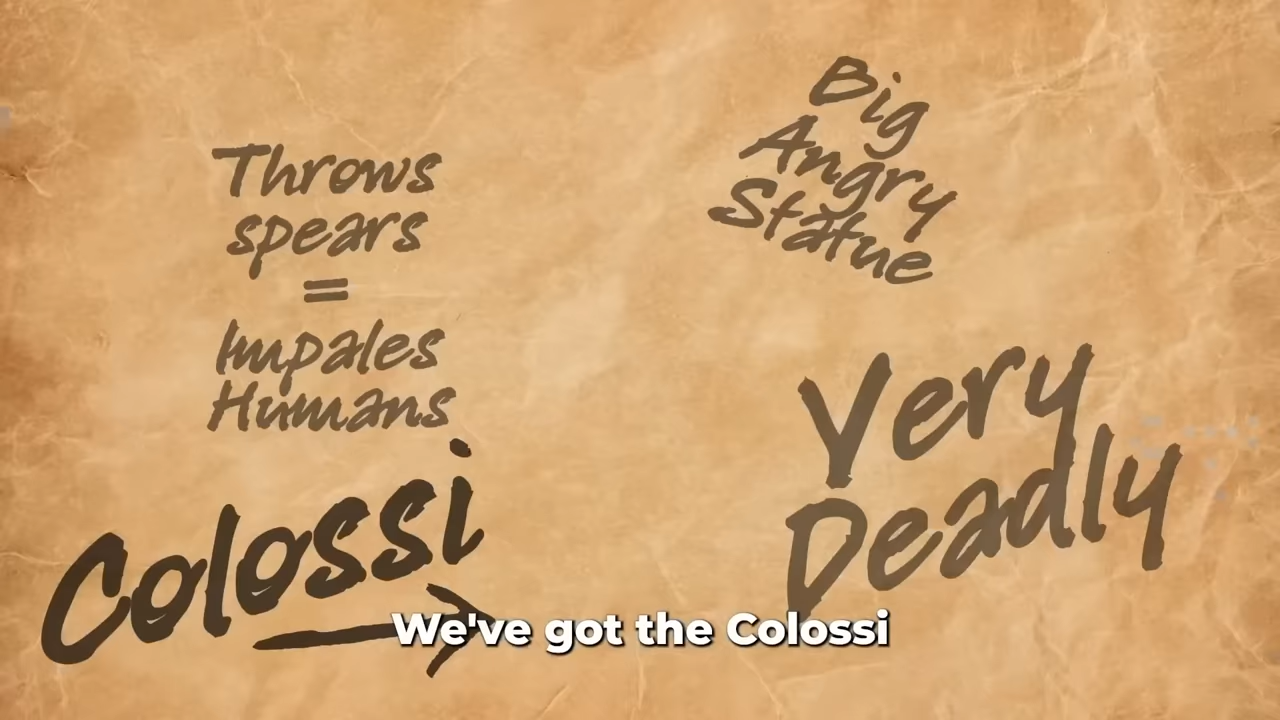 Throws
spears
=
Impales
Humans
Colossi
Big
Angry
Statue
Very
Deadly
We've got the Colossi